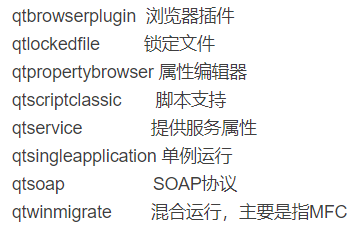 qtbrowserplugin 浏览器插件
qtlockedfile 锁定文件
qtpropertybrowser 属性编辑器
qtscriptclassic 脚本支持
qtservice 提供服务属性
qtsingleapplication 单例运行
qtsoap SOAP协议
qtwinmigrate 混合运行，主要是指MFC